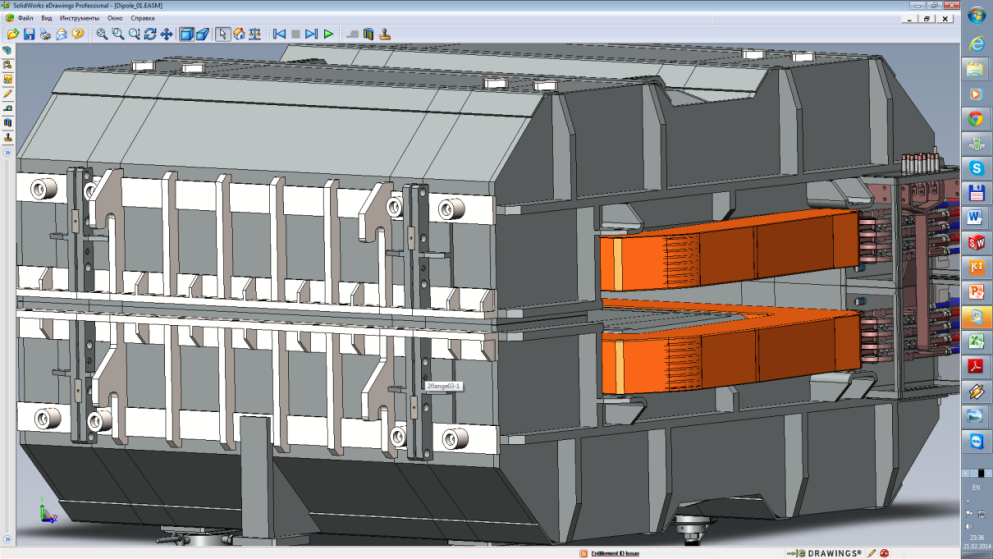 SolidWorks eDrawings Professional - [Dipole_01.EASM]
Файл Вид Инструменты Окно Справка
2flange03-1
Entitlement ID Issue
eDRAWINGS®
EN
23:36
21.02.2014